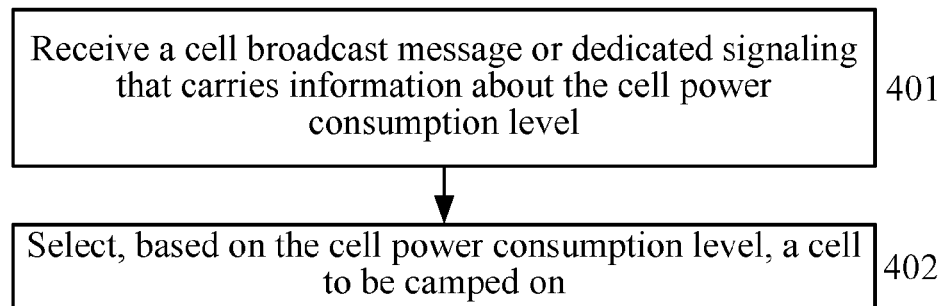 Receive a cell broadcast message or dedicated signaling
that carries information about the cell power
consumption level
401
Select, based on the cell power consumption level, a cell
to be camped on
402